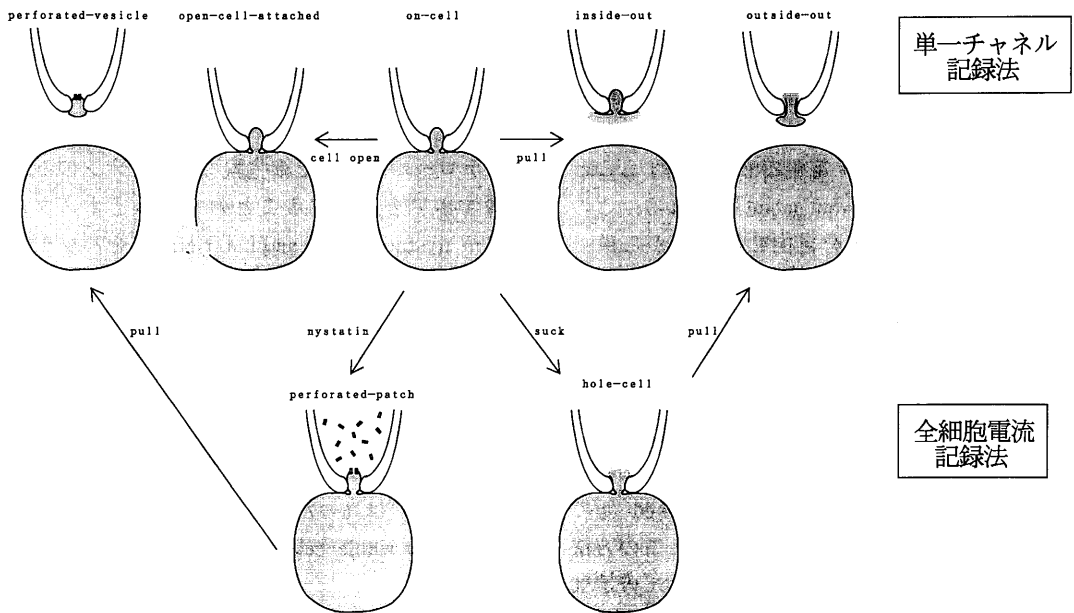 perforated-vesicle
open-cell-attached
on-cell
inside-out
outside-out
単一チャネル
記録法
cell open
pull
pull
nystatin
suck
pull
perforated-patch
hole-cell
全細胞電流
記録法